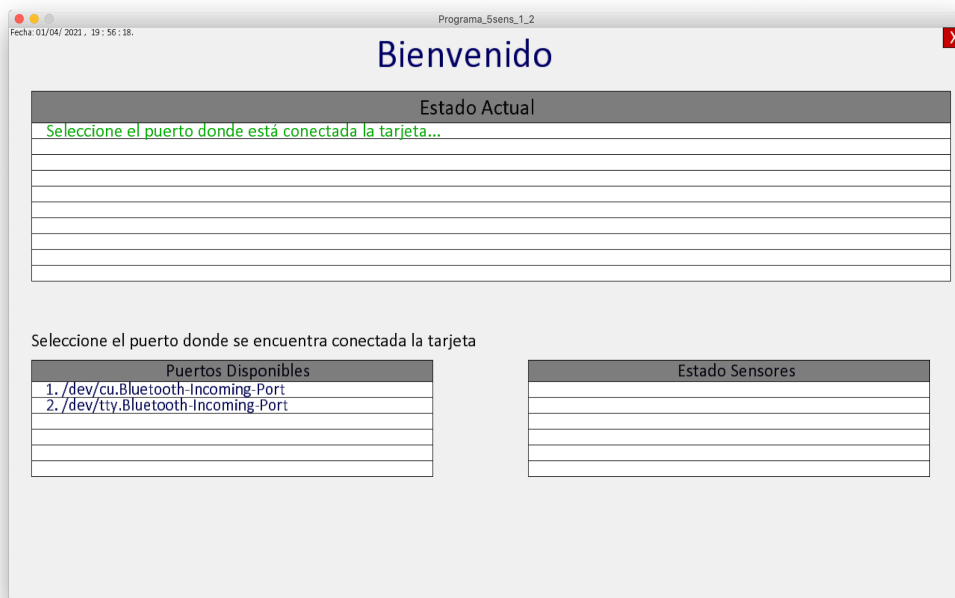 Programa_5sens_1_2
Fecha: 01/04/ 2021 , 19 : 56 : 18.
X
Bienvenido
Estado Actual
Seleccione el puerto donde está conectada la tarjeta...
Seleccione el puerto donde se encuentra conectada la tarjeta
Puertos Disponibles
1. /dev/cu.Bluetooth-Incoming-Port
2. /dev/tty.Bluetooth-Incoming-Port
Estado Sensores